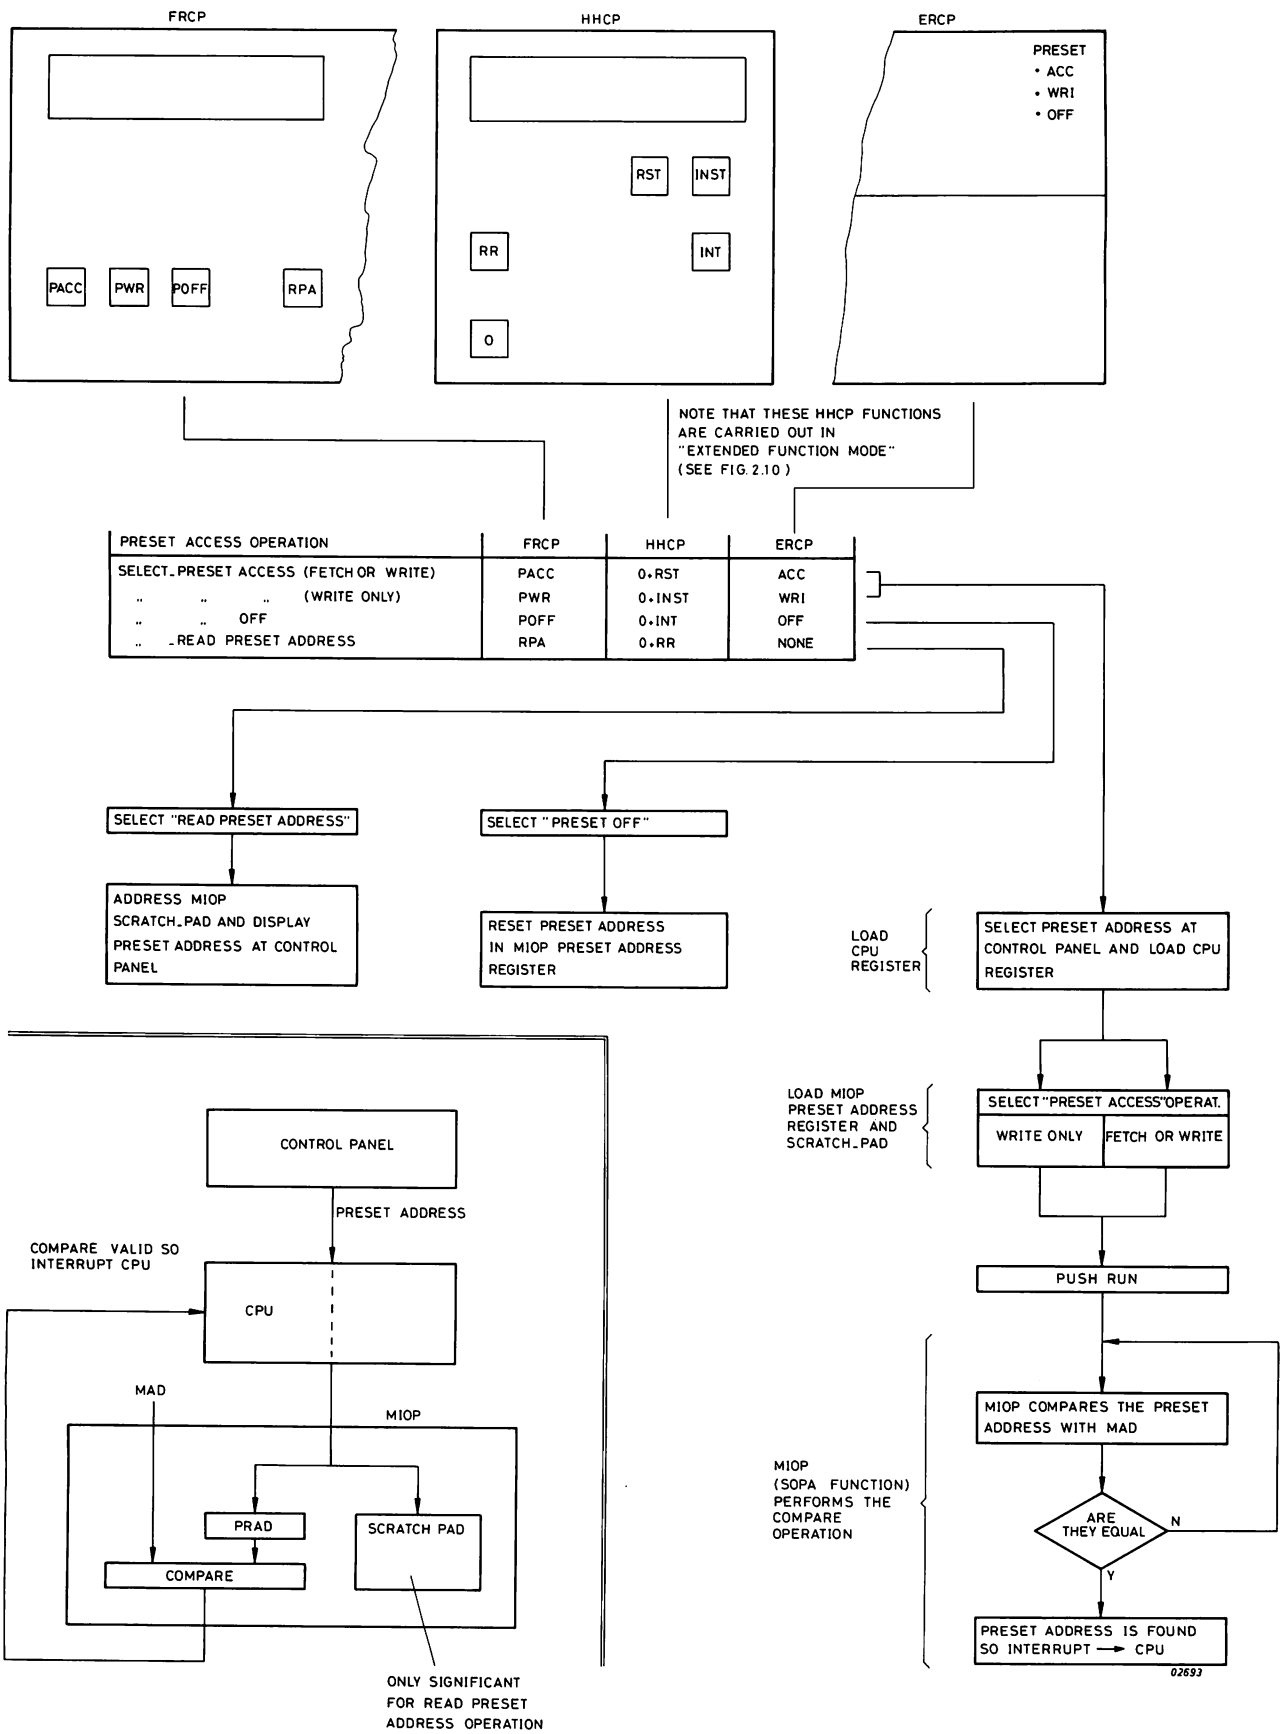 FRCP
HHCP
ERCP
PRESET
• ACC
• WRI
• OFF
RST
INST
RR
INT
PACC
PWR
POFF
RPA
O
NOTE THAT THESE HHCP FUNCTIONS
ARE CARRIED OUT IN
"EXTENDED FUNCTION MODE"
(SEE FIG. 2.10)
PRESET ACCESS OPERATION FRCP HHCP ERCP
SELECT_PRESET ACCESS (FETCH OR WRITE) PACC O+RST ACC
.. .. .. (WRITE ONLY) PWR O+INST WRI
.. .. OFF POFF O+INT OFF
.. _READ PRESET ADDRESS RPA O+RR NONE
SELECT "READ PRESET ADDRESS"
SELECT "PRESET OFF"
ADDRESS MIOP
SCRATCH_PAD AND DISPLAY
PRESET ADDRESS AT CONTROL
PANEL
RESET PRESET ADDRESS
IN MIOP PRESET ADDRESS
REGISTER
LOAD
CPU
REGISTER
SELECT PRESET ADDRESS AT
CONTROL PANEL AND LOAD CPU
REGISTER
LOAD MIOP
PRESET ADDRESS
REGISTER AND
SCRATCH_PAD
SELECT "PRESET ACCESS" OPERAT.
WRITE ONLY
FETCH OR WRITE
CONTROL PANEL
PRESET ADDRESS
COMPARE VALID SO
INTERRUPT CPU
CPU
PUSH RUN
MAD
MIOP
PRAD
SCRATCH PAD
COMPARE
ONLY SIGNIFICANT
FOR READ PRESET
ADDRESS OPERATION
MIOP COMPARES THE PRESET
ADDRESS WITH MAD
MIOP
(SOPA FUNCTION)
PERFORMS THE
COMPARE
OPERATION
ARE
THEY EQUAL
N
Y
PRESET ADDRESS IS FOUND
SO INTERRUPT → CPU
02693